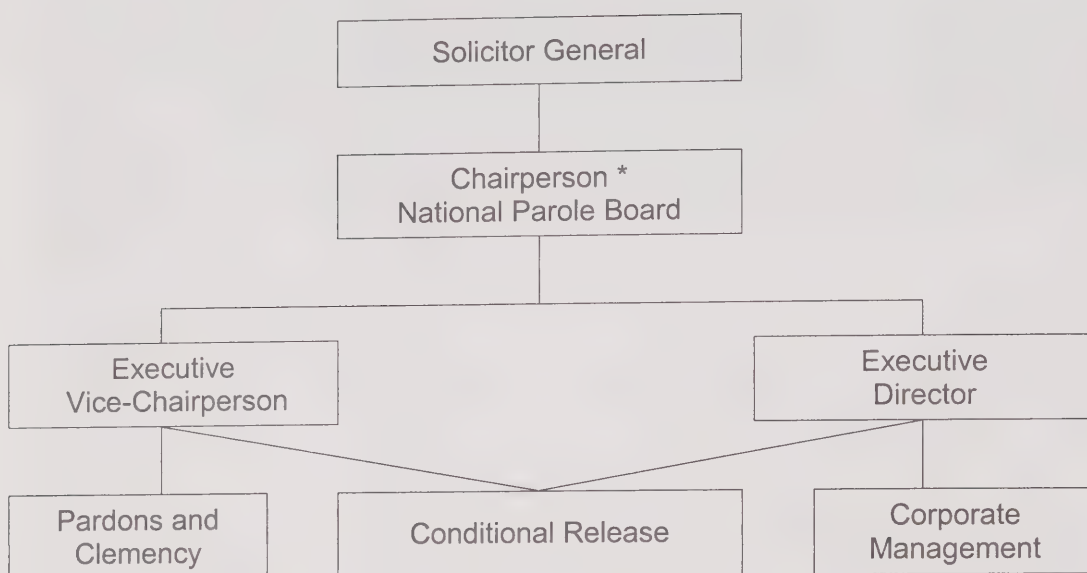 Solicitor General
Chairperson *
National Parole Board
Executive
Vice-Chairperson
Executive
Director
Pardons and
Clemency
Conditional Release
Corporate
Management